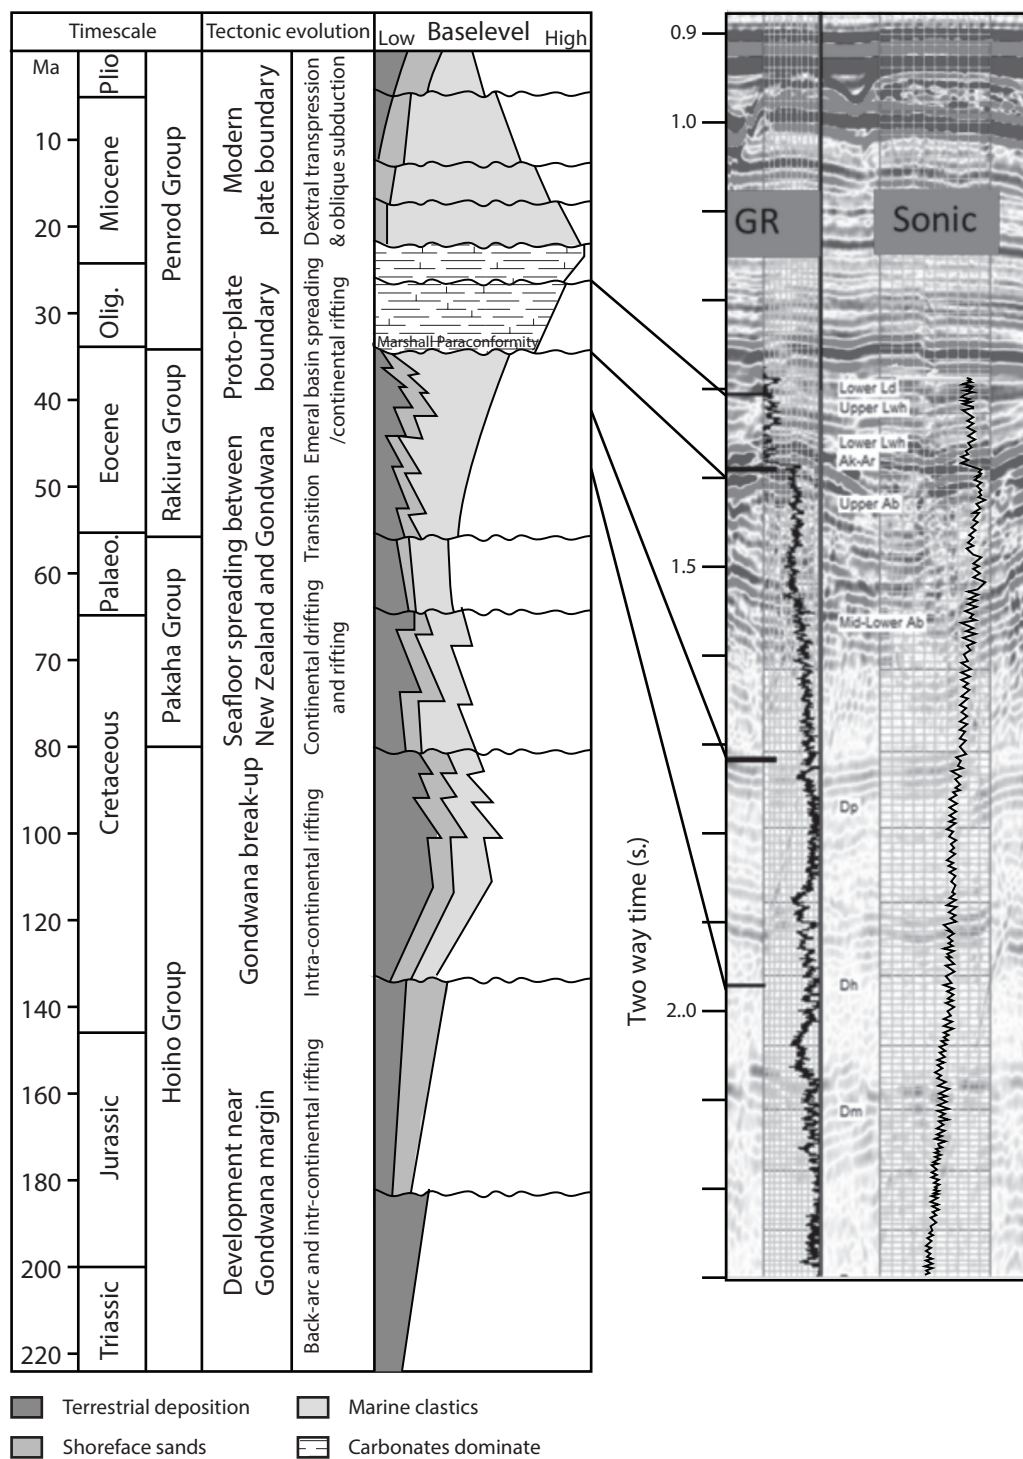 Timescale
Tectonic evolution
Low Baselevel High
Ma
10
20
30
40
50
60
70
80
100
120
140
160
180
200
220
Plio
Miocene
Olig.
Eocene
Palaeo.
Cretaceous
Jurassic
Triassic
Penrod Group
Rakiura Group
Pakaha Group
Hoiho Group
Modern
plate boundary
Proto-plate
boundary
Seafloor spreading between
New Zealand and Gondwana
Gondwana break-up
Development near
Gondwana margin
Dextral transpression
& oblique subduction
Emeral basin spreading
/continental rifting
Transition
Continental drifting
and rifting
Intra-continental rifting
Back-arc and intr-continental rifting
Marshall Paraconformity
Two way time (s.)
0.9
1.0
1.5
2..0
GR
Sonic
Lower Ld
Upper Lwh
Lower Lwh
Ak-Ar
Upper Ab
Mid-Lower Ab
Dp
Dh
Dm
Terrestrial deposition
Marine clastics
Shoreface sands
Carbonates dominate